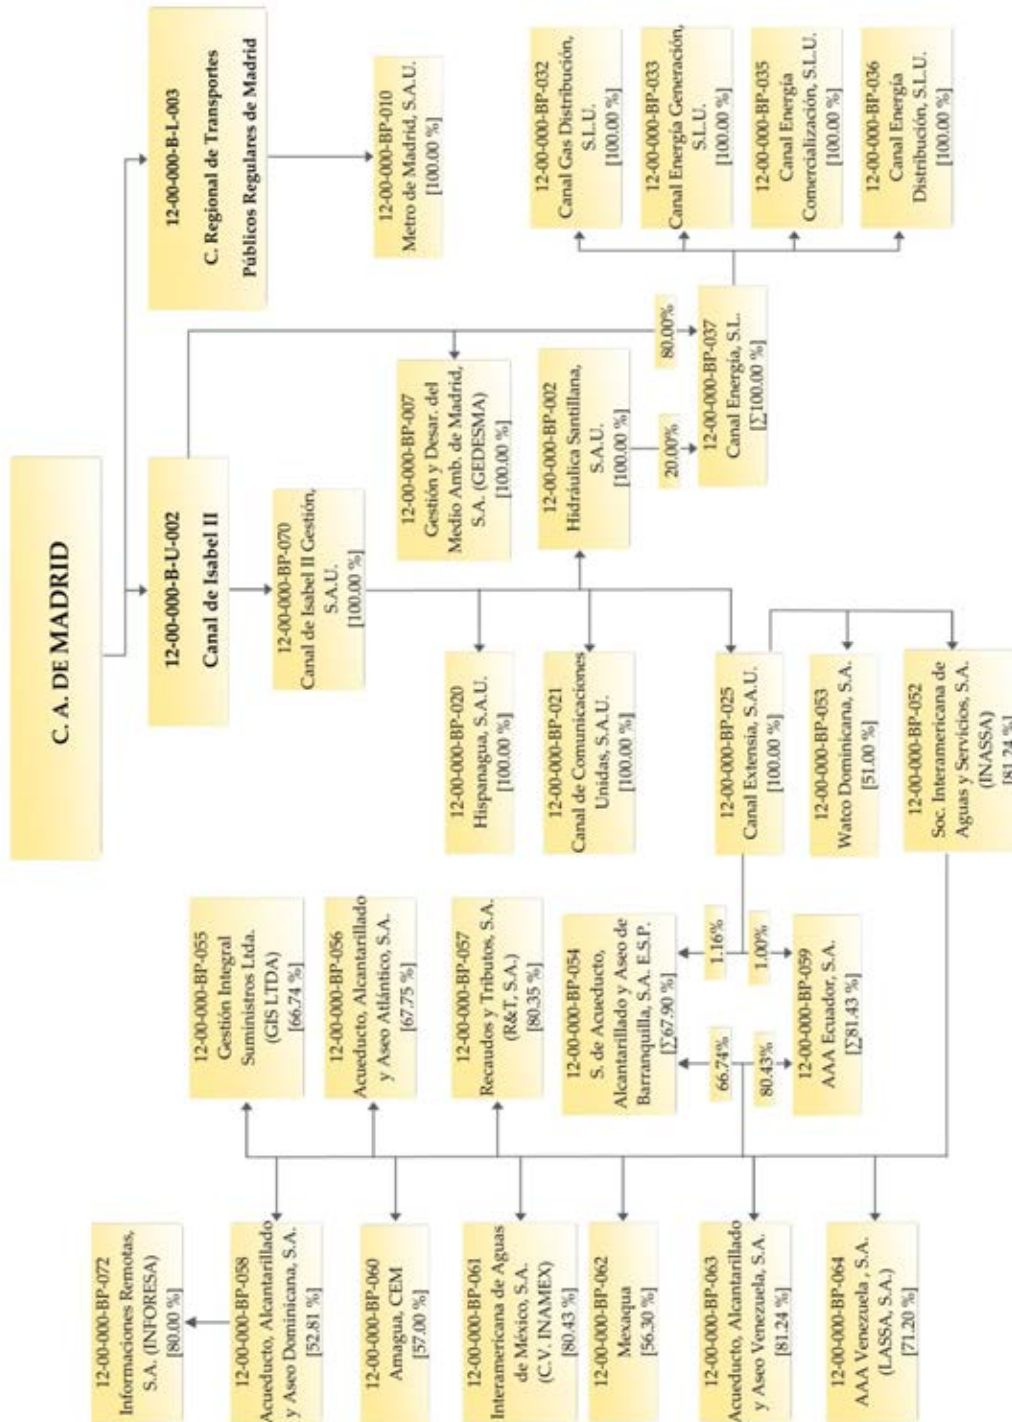 C. A. DE MADRID
12-00-000-B-U-002
Canal de Isabel II
12-00-000-B-L-003
C. Regional de Transportes
Públicos Regulares de Madrid
12-00-000-BP-070
Canal de Isabel II Gestión,
S.A.U.
[100.00 %]
12-00-000-BP-010
Metro de Madrid, S.A.U.
[100.00 %]
12-00-000-BP-007
Gestión y Desar. del
Medio Amb. de Madrid,
S.A. (GEDESMA)
[100.00 %]
12-00-000-BP-020
Hispanagua, S.A.U.
[100.00 %]
12-00-000-BP-002
Hidráulica Santillana,
S.A.U.
[100.00 %]
12-00-000-BP-021
Canal de Comunicaciones
Unidas, S.A.U.
[100.00 %]
20.00%
80.00%
12-00-000-BP-032
Canal Gas Distribución,
S.L.U.
[100.00 %]
12-00-000-BP-033
Canal Energía Generación,
S.L.U.
[100.00 %]
12-00-000-BP-035
Canal Energía
Comercialización, S.L.U.
[100.00 %]
12-00-000-BP-036
Canal Energía
Distribución, S.L.U.
[100.00 %]
12-00-000-BP-025
Canal Extensia, S.A.U.
[100.00 %]
12-00-000-BP-037
Canal Energía, S.L.
[∑100.00 %]
12-00-000-BP-053
Watco Dominicana, S.A.
[51.00 %]
12-00-000-BP-052
Soc. Interamericana de
Aguas y Servicios, S.A.
(INASSA)
[81.24 %]
12-00-000-BP-055
Gestión Integral
Suministros Ltda.
(GIS LTDA)
[66.74 %]
12-00-000-BP-056
Acueducto, Alcantarillado
y Aseo Atlántico, S.A.
[67.75 %]
12-00-000-BP-057
Recaudos y Tributos, S.A.
(R&T, S.A.)
[80.35 %]
12-00-000-BP-054
S. de Acueducto,
Alcantarillado y Aseo de
Barranquilla, S.A. E.S.P.
[∑67.90 %]
66.74%
1.16%
80.43%
1.00%
12-00-000-BP-059
AAA Ecuador, S.A.
[∑81.43 %]
12-00-000-BP-072
Informaciones Remotas,
S.A. (INFORESA)
[80.00 %]
12-00-000-BP-058
Acueducto, Alcantarillado
y Aseo Dominicana, S.A.
[52.81 %]
12-00-000-BP-060
Amagua, CEM
[57.00 %]
12-00-000-BP-061
Interamericana de Aguas
de México, S.A.
(C.V. INAMEX)
[80.43 %]
12-00-000-BP-062
Mexaqua
[56.30 %]
12-00-000-BP-063
Acueducto, Alcantarillado
y Aseo Venezuela, S.A.
[81.24 %]
12-00-000-BP-064
AAA Venezuela , S.A.
(LASSA, S.A.)
[71.20 %]